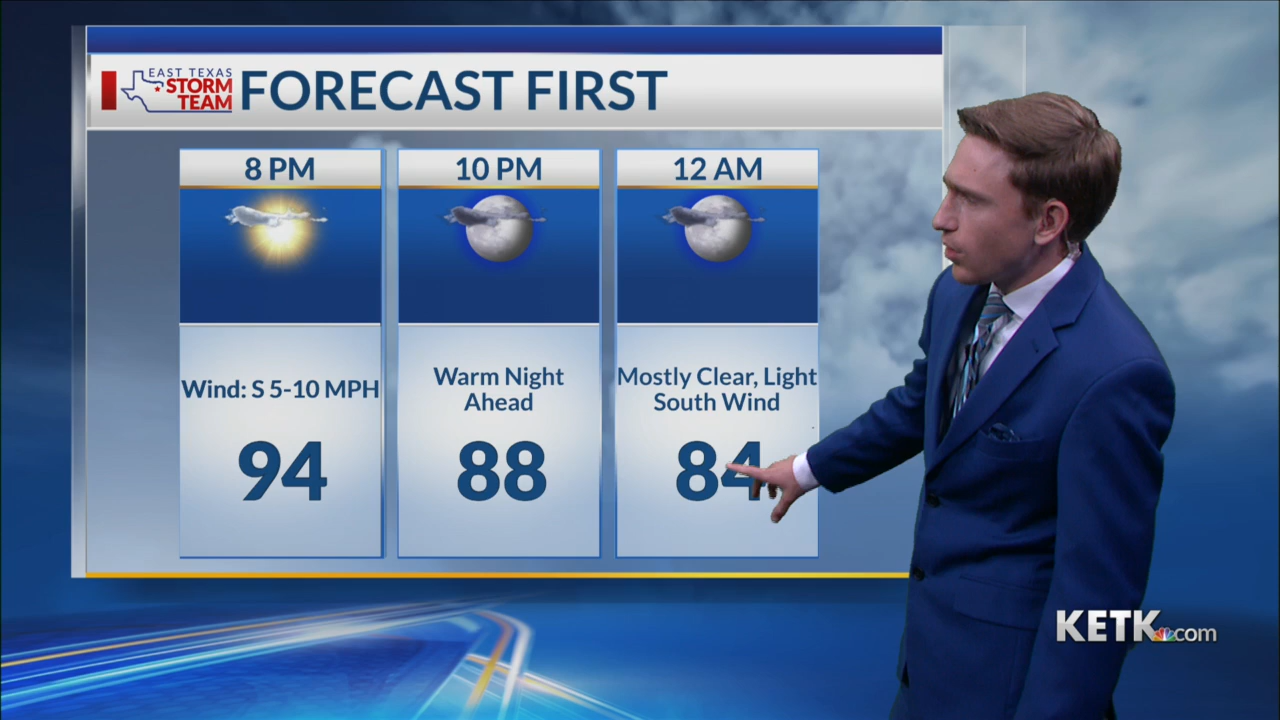 EAST TEXAS
STORM
TEAM
FORECAST FIRST
8 PM
10 PM
12 AM
Wind: S 5-10 MPH
Warm Night
Ahead
Mostly Clear, Light
South Wind
94
88
84
KETK.com